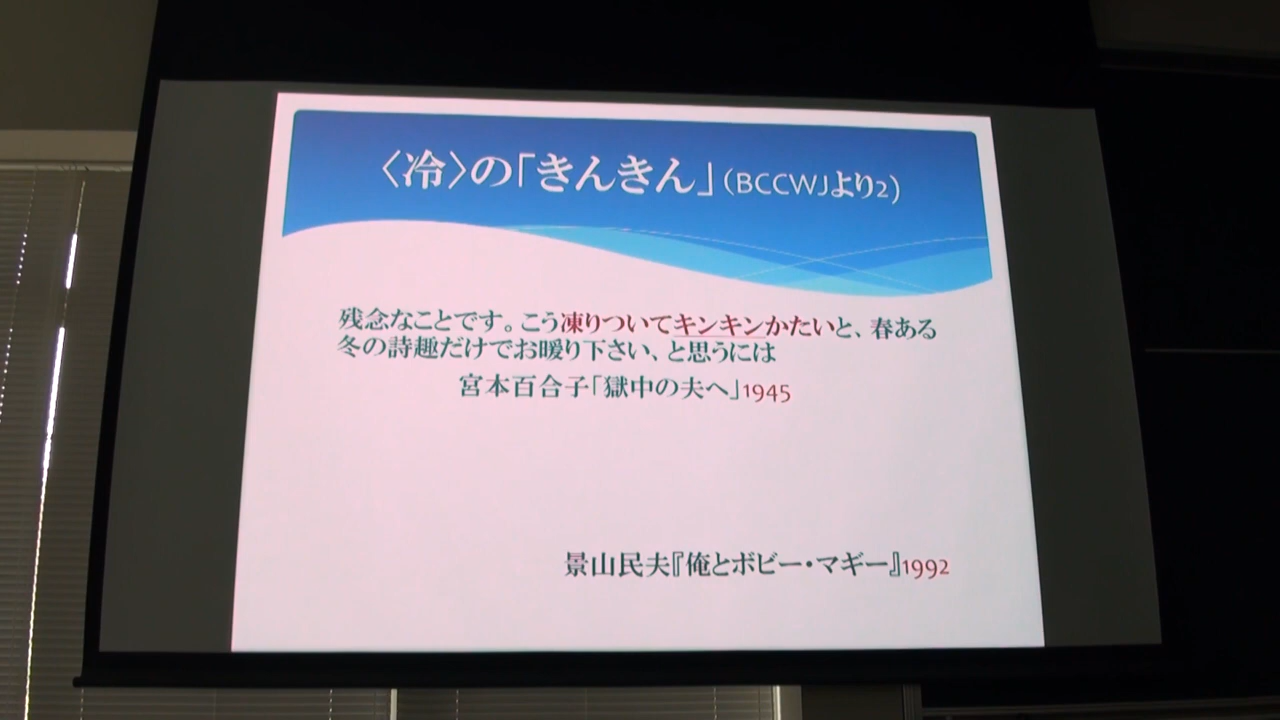 〈冷〉の「きんきん」(BCCWJより2)
残念なことです。こう凍りついてキンキンかたいと、春ある
冬の詩趣だけでお暖り下さい、と思うには
宮本百合子「獄中の夫へ」1945
景山民夫『俺とボビー・マギー』1992